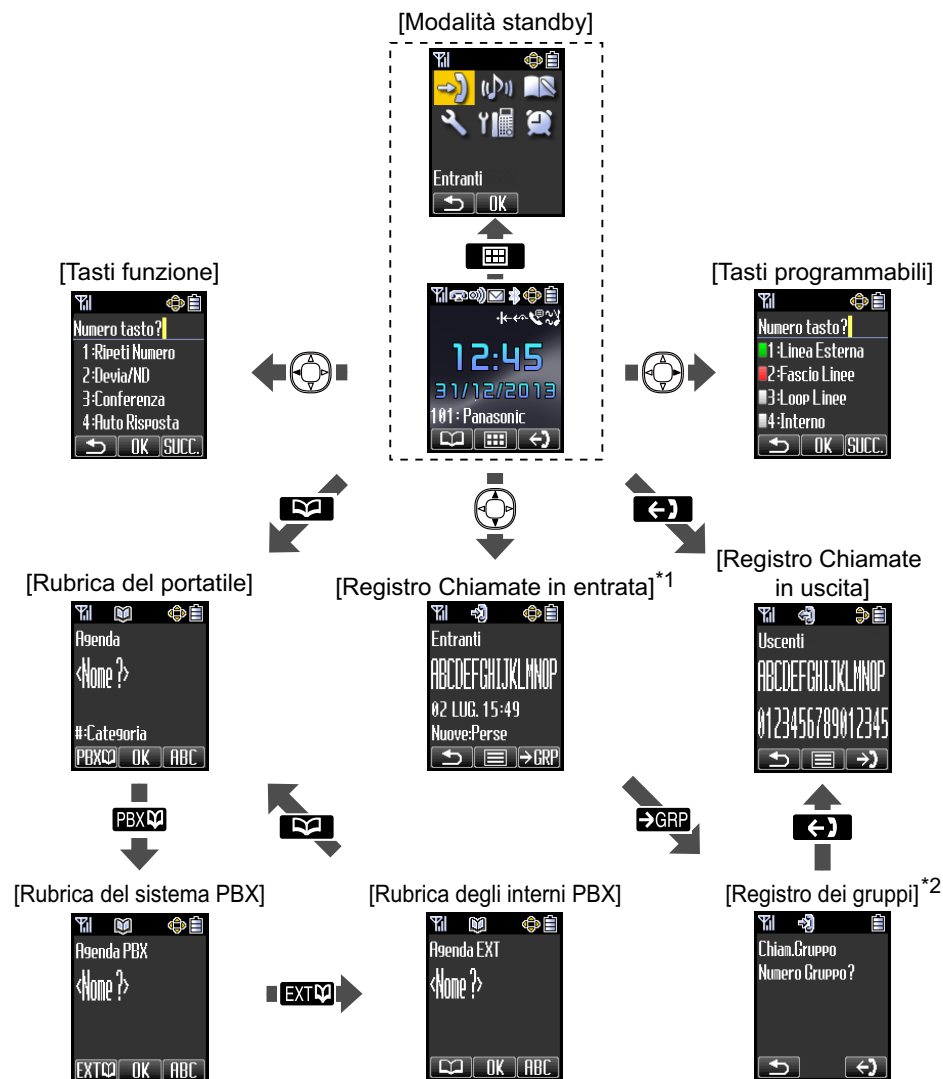 [Modalità standby]
Entranti
OK
[Tasti funzione]
Numero tasto?
1:Ripeti Numero
2:Devia/ND
3:Conferenza
4:Auto Risposta
OK SUCC.
12:45
31/12/2013
101: Panasonic
[Tasti programmabili]
Numero tasto?
1:Linea Esterna
2:Fascio Linee
3:Loop Linee
4:Interno
OK SUCC.
[Rubrica del portatile]
Agenda
<Nome ?>
#:Categoria
PBX OK ABC
[Registro Chiamate in entrata]*1
Entranti
ABCDEFGHIJKLMNOP
02 LUG. 15:49
Nuove:Perse
→GRP
[Registro Chiamate
in uscita]
Uscenti
ABCDEFGHIJKLMNOP
0123456789012345
PBX
→GRP
[Rubrica del sistema PBX]
Agenda PBX
<Nome ?>
EXT OK ABC
EXT
[Rubrica degli interni PBX]
Agenda EXT
<Nome ?>
OK ABC
[Registro dei gruppi]*2
Chiam.Gruppo
Numero Gruppo?